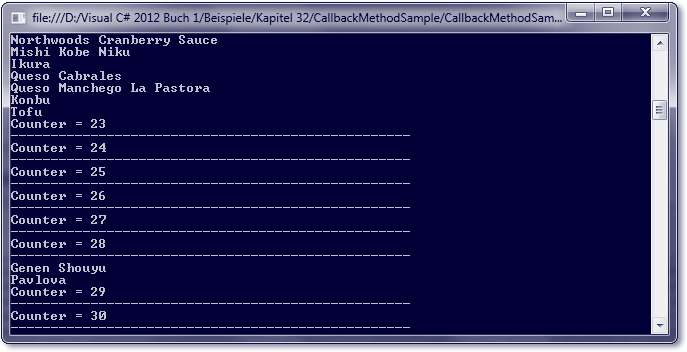 file:///D:/Visual C# 2012 Buch 1/Beispiele/Kapitel 32/CallbackMethodSample/CallbackMethodSam...
Northwoods Cranberry Sauce
Mishi Kobe Niku
Ikura
Queso Cabrales
Queso Manchego La Pastora
Konbu
Tofu
Counter = 23
--------------------------------------------------
Counter = 24
--------------------------------------------------
Counter = 25
--------------------------------------------------
Counter = 26
--------------------------------------------------
Counter = 27
--------------------------------------------------
Counter = 28
--------------------------------------------------
Genen Shouyu
Pavlova
Counter = 29
--------------------------------------------------
Counter = 30
--------------------------------------------------